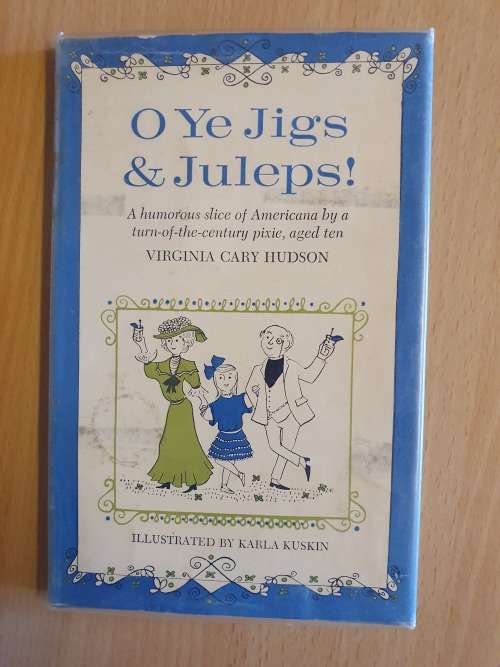 O Ye Jigs
& Juleps!
A humorous slice of Americana by a
turn-of-the-century pixie, aged ten
VIRGINIA CARY HUDSON
ILLUSTRATED BY KARLA KUSKIN